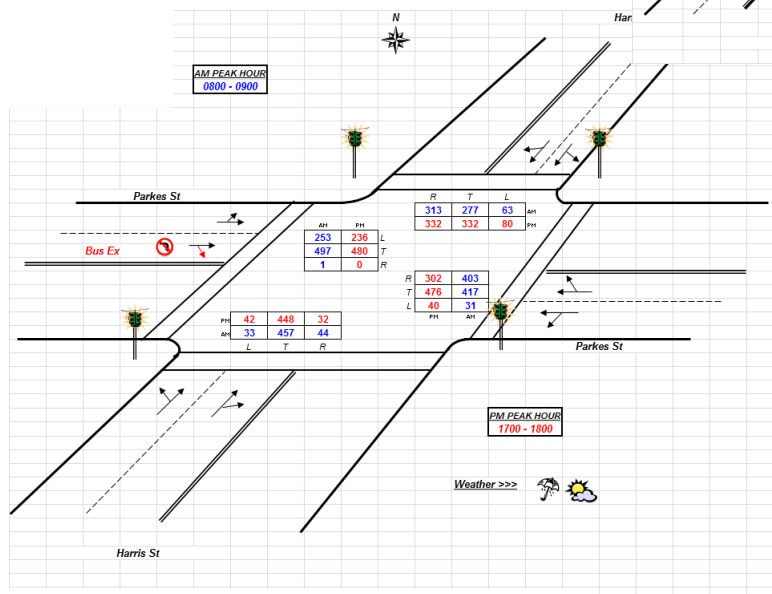 N
Har
AM PEAK HOUR
0800 - 0900
Parkes St
R T L
313 277 63 AM
332 332 80 PM
AM PM
253 236 L
497 480 T
1 0 R
Bus Ex
R 302 403
T 476 417
L 40 31
PM AM
PM 42 448 32
AM 33 457 44
L T R
Parkes St
PM PEAK HOUR
1700 - 1800
Weather >>>
Harris St